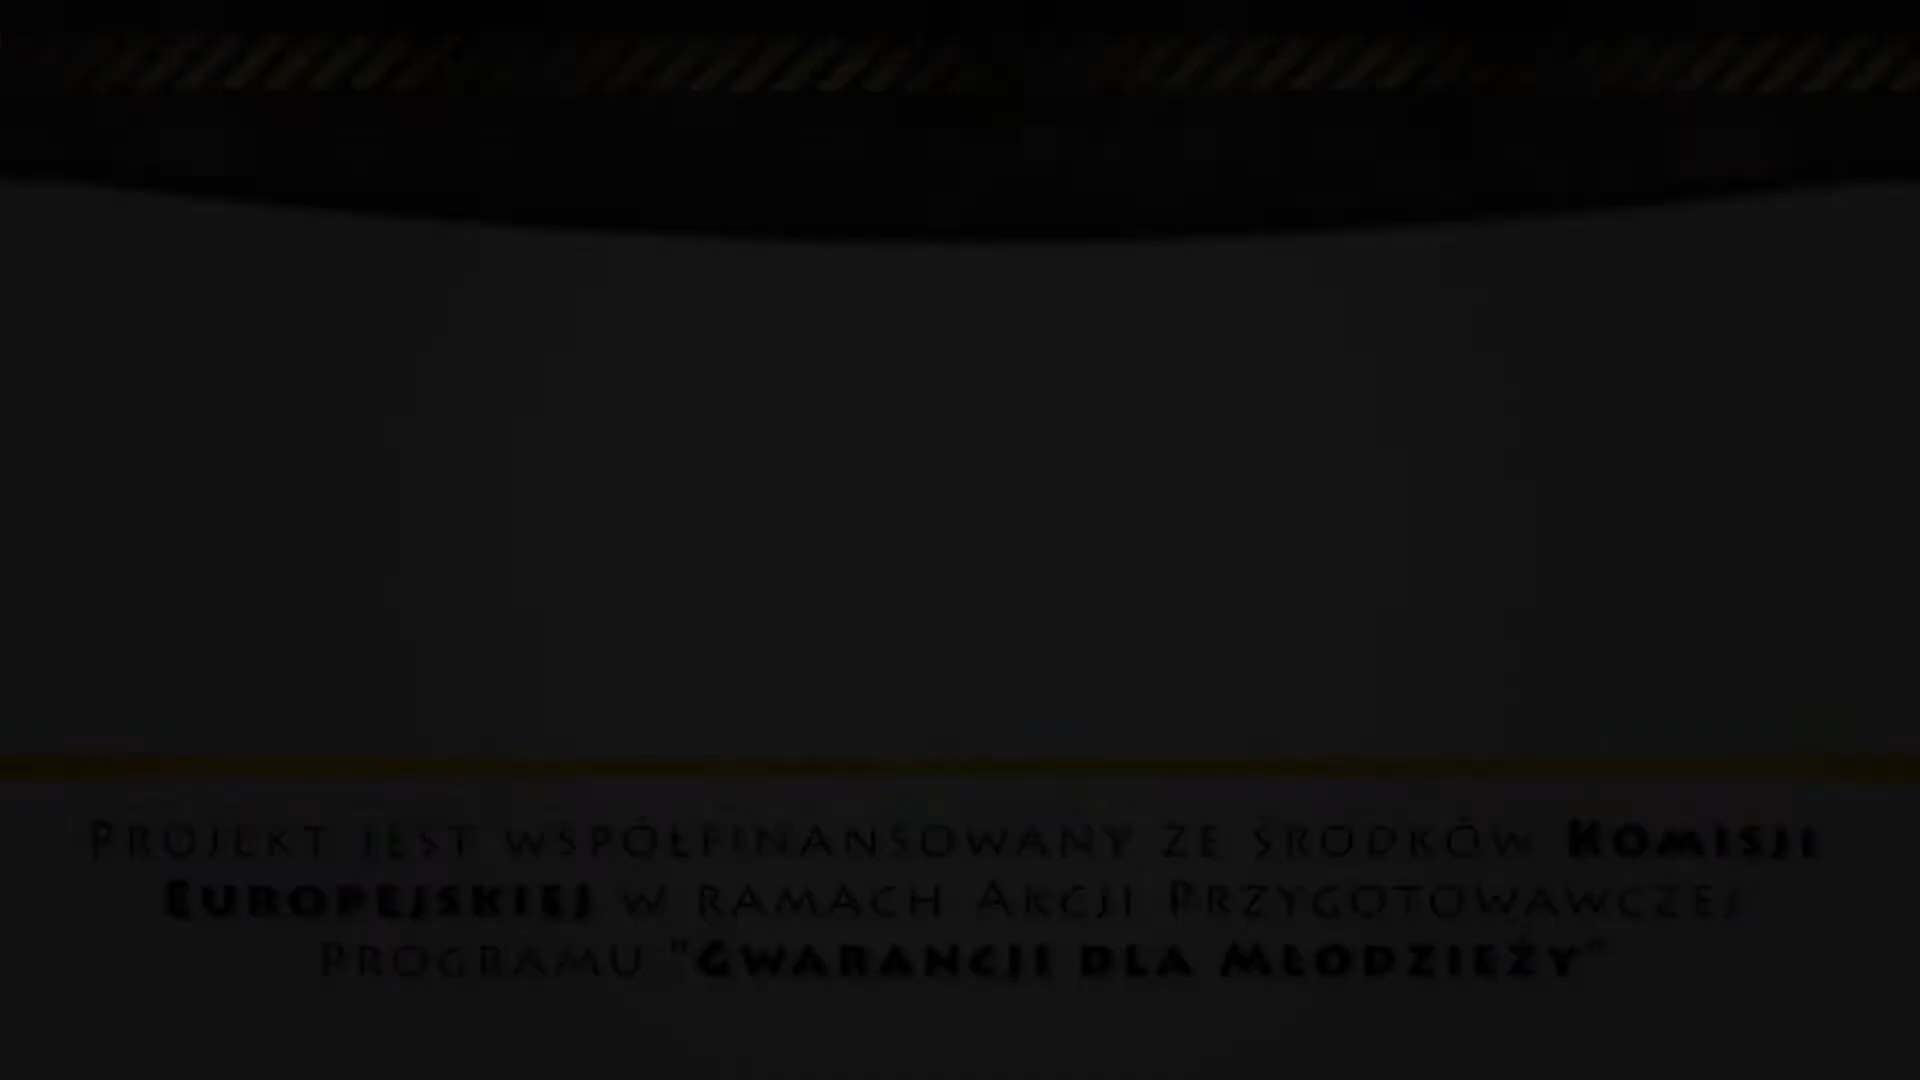 Projekt jest współfinansowany ze środków Komisji
Europejskiej w ramach Akcji Przygotowawczej
Programu "Gwarancji dla Młodzieży"